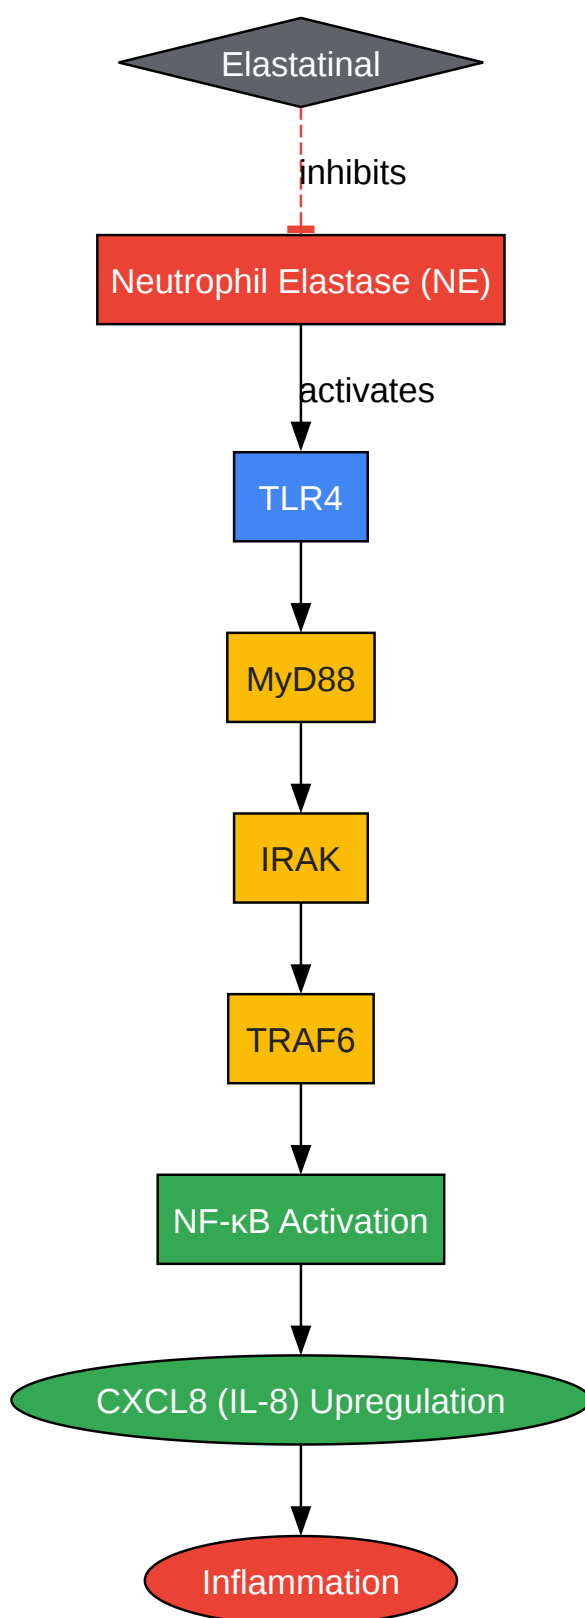 Elastatinal
inhibits
Neutrophil Elastase (NE)
activates
TLR4
MyD88
IRAK
TRAF6
NF-κB Activation
CXCL8 (IL-8) Upregulation
Inflammation